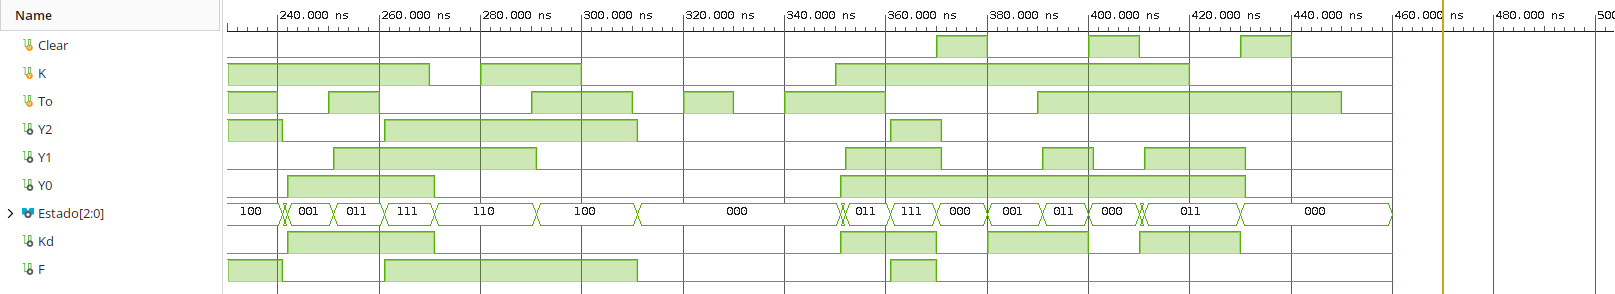 Name
240.000 ns 260.000 ns 280.000 ns 300.000 ns 320.000 ns 340.000 ns 360.000 ns 380.000 ns 400.000 ns 420.000 ns 440.000 ns 460.000 ns 480.000 ns 500
Clear
K
To
Y2
Y1
Y0
Estado[2:0] 100 001 011 111 110 100 000 011 111 000 001 011 000 011 000
Kd
F